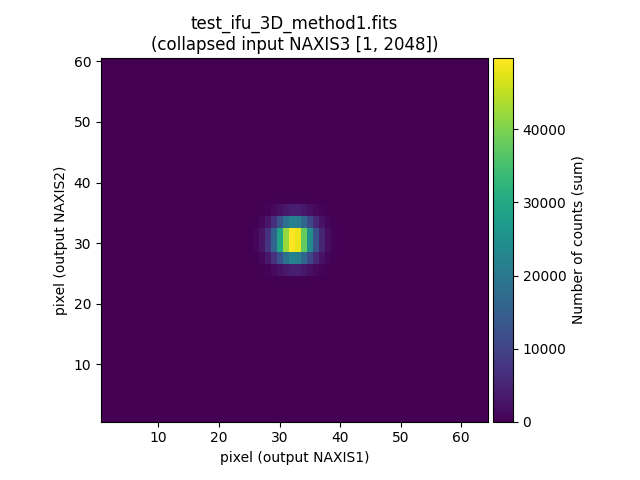 test_ifu_3D_method1.fits
(collapsed input NAXIS3 [1, 2048])
60
50
40
30
20
10
pixel (output NAXIS2)
10 20 30 40 50 60
pixel (output NAXIS1)
40000
30000
20000
10000
0
Number of counts (sum)